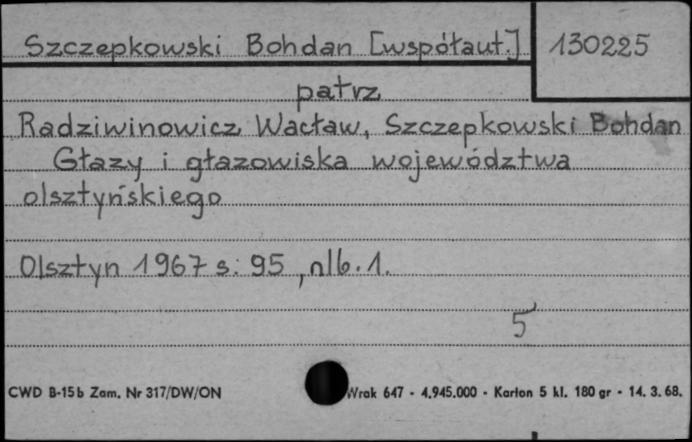 Szczepkowski Bohdan [współaut.] 130225
patrz
Radziwinowicz Wacław, Szczepkowski Bohdan
Głazy i głazowiska województwa
olsztyńskiego
Olsztyn 1967 s. 95, nlb. 1.
5
CWD B-15b Zam. Nr 317/DW/ON Wrak 647 - 4.945.000 - Karton 5 kl. 180 gr - 14. 3. 68.